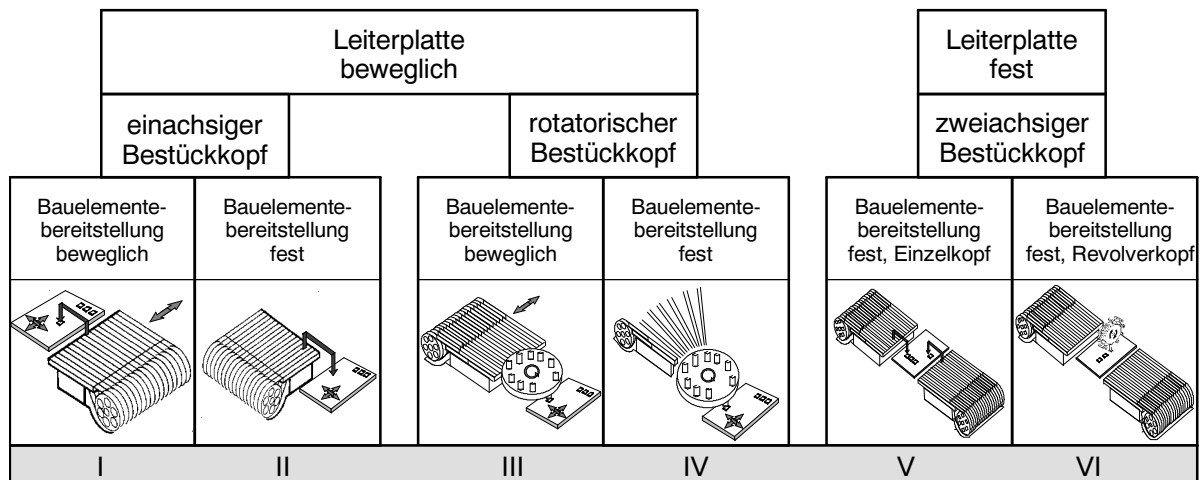 Leiterplatte
beweglich
Leiterplatte
fest
einachsiger
Bestückkopf
rotatorischer
Bestückkopf
zweiachsiger
Bestückkopf
Bauelemente-
bereitstellung
beweglich
Bauelemente-
bereitstellung
fest
Bauelemente-
bereitstellung
beweglich
Bauelemente-
bereitstellung
fest
Bauelemente-
bereitstellung
fest, Einzelkopf
Bauelemente-
bereitstellung
fest, Revolverkopf
I
II
III
IV
V
VI